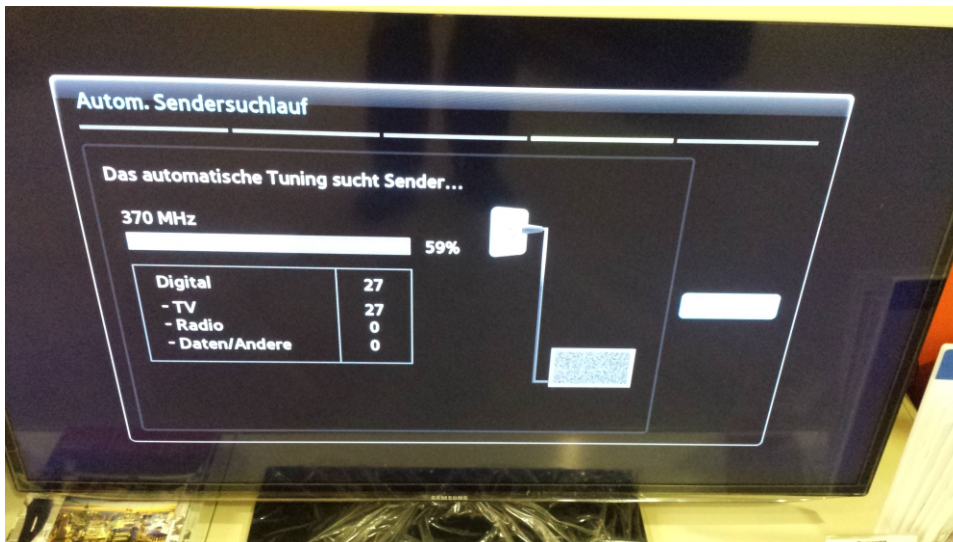 Autom. Sendersuchlauf
Das automatische Tuning sucht Sender...
370 MHz
59%
Digital 27
- TV 27
- Radio 0
- Daten/Andere 0
SAMSUNG